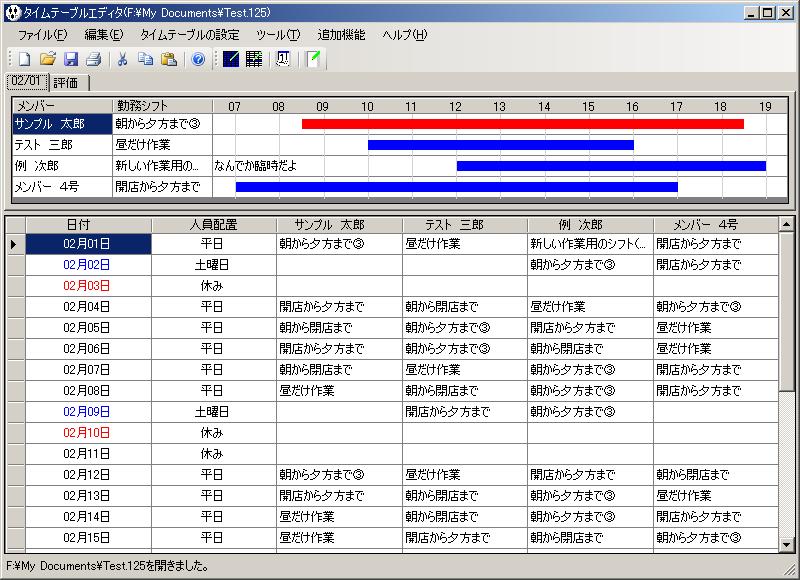 タイムテーブルエディタ(F:¥My Documents¥Test.125)
ファイル(F) 編集(E) タイムテーブルの設定 ツール(T) 追加機能 ヘルプ(H)
02/01 評価
メンバー 勤務シフト 07 08 09 10 11 12 13 14 15 16 17 18 19
サンプル 太郎 朝から夕方まで③
テスト 三郎 昼だけ作業
例 次郎 新しい作業用の... なんでか臨時だよ
メンバー 4号 開店から夕方まで
日付 人員配置 サンプル 太郎 テスト 三郎 例 次郎 メンバー 4号
02月01日 平日 朝から夕方まで③ 昼だけ作業 新しい作業用のシフト(... 開店から夕方まで
02月02日 土曜日 朝から夕方まで③ 開店から夕方まで
02月03日 休み
02月04日 平日 開店から夕方まで 朝から閉店まで 昼だけ作業 朝から夕方まで③
02月05日 平日 朝から閉店まで 朝から夕方まで③ 開店から夕方まで 昼だけ作業
02月06日 平日 開店から夕方まで 朝から夕方まで③ 朝から閉店まで 昼だけ作業
02月07日 平日 朝から閉店まで 昼だけ作業 朝から夕方まで③ 開店から夕方まで
02月08日 平日 昼だけ作業 朝から閉店まで 朝から夕方まで③ 開店から夕方まで
02月09日 土曜日 開店から夕方まで 朝から夕方まで③
02月10日 休み
02月11日 休み
02月12日 平日 朝から夕方まで③ 昼だけ作業 開店から夕方まで 朝から閉店まで
02月13日 平日 開店から夕方まで 朝から閉店まで 朝から夕方まで③ 昼だけ作業
02月14日 平日 昼だけ作業 朝から閉店まで 朝から夕方まで③ 開店から夕方まで
02月15日 平日 昼だけ作業 開店から夕方まで 朝から閉店まで 朝から夕方まで③
F:¥My Documents¥Test.125を開きました。